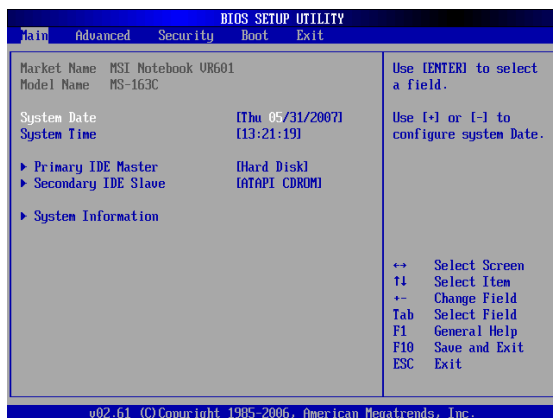 BIOS SETUP UTILITY
Main Advanced Security Boot Exit
Market Name MSI Notebook VR601
Model Name MS-163C
System Date [Thu 05/31/2007]
System Time [13:21:19]
▶ Primary IDE Master [Hard Disk]
▶ Secondary IDE Slave [ATAPI CDROM]
▶ System Information
Use [ENTER] to select
a field.
Use [+] or [-] to
configure system Date.
↔ Select Screen
↑↓ Select Item
+- Change Field
Tab Select Field
F1 General Help
F10 Save and Exit
ESC Exit
v02.61 (C)Copyright 1985-2006, American Megatrends, Inc.